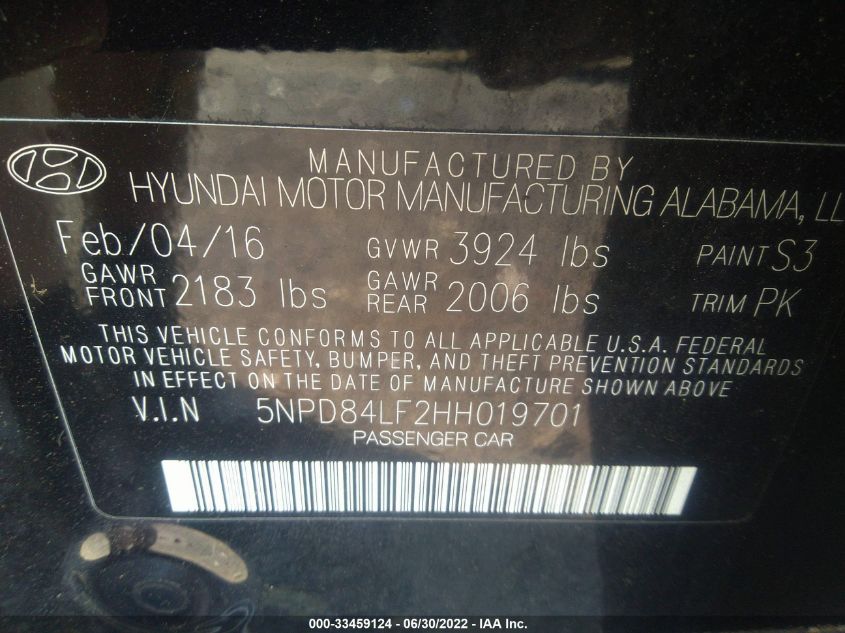 MANUFACTURED BY
HYUNDAI MOTOR MANUFACTURING ALABAMA, LL
Feb/04/16 GVWR 3924 lbs PAINT S3
GAWR FRONT 2183 lbs GAWR REAR 2006 lbs TRIM PK
THIS VEHICLE CONFORMS TO ALL APPLICABLE U.S.A. FEDERAL
MOTOR VEHICLE SAFETY, BUMPER, AND THEFT PREVENTION STANDARDS
IN EFFECT ON THE DATE OF MANUFACTURE SHOWN ABOVE
V.I.N 5NPD84LF2HH019701
PASSENGER CAR
000-33459124 - 06/30/2022 - IAA Inc.